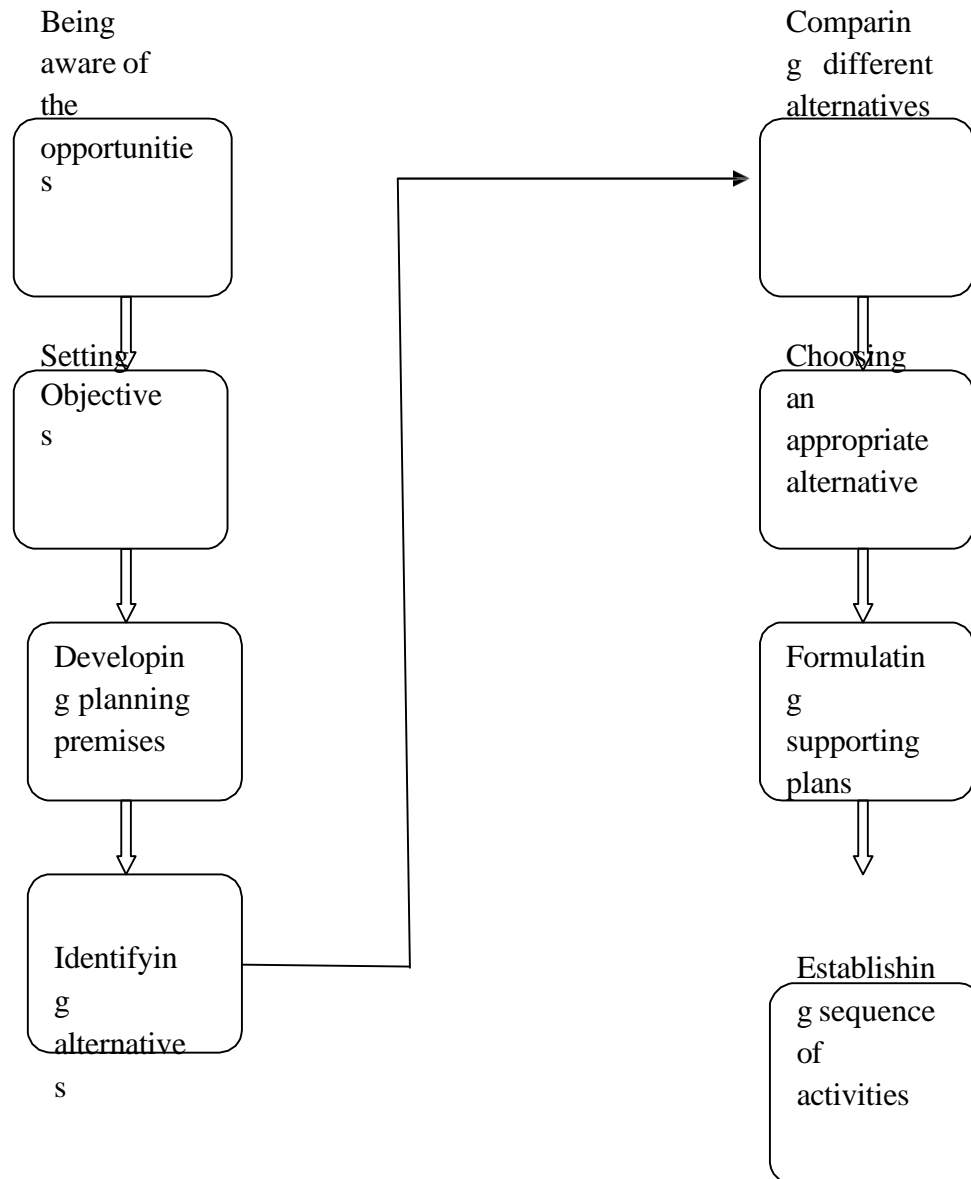 Being
aware of
the
opportunitie
s
Setting
Objective
s
Developin
g planning
premises
Identifyin
g
alternative
s
Comparin
g different
alternatives
Choosing
an
appropriate
alternative
Formulatin
g
supporting
plans
Establishin
g sequence
of
activities